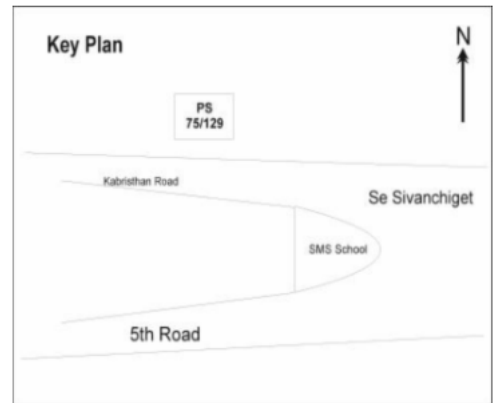 Key Plan
N
PS
75/129
Kabristhan Road
Se Sivanchiget
SMS School
5th Road